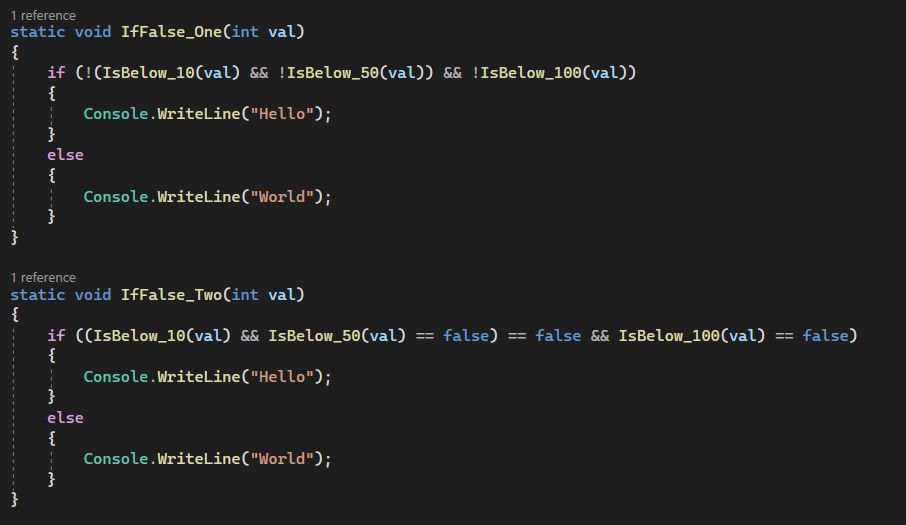 1 reference
static void IfFalse_One(int val)
{
    if (!(IsBelow_10(val) && !IsBelow_50(val)) && !IsBelow_100(val))
    {
        Console.WriteLine("Hello");
    }
    else
    {
        Console.WriteLine("World");
    }
}
1 reference
static void IfFalse_Two(int val)
{
    if ((IsBelow_10(val) && IsBelow_50(val) == false) == false && IsBelow_100(val) == false)
    {
        Console.WriteLine("Hello");
    }
    else
    {
        Console.WriteLine("World");
    }
}